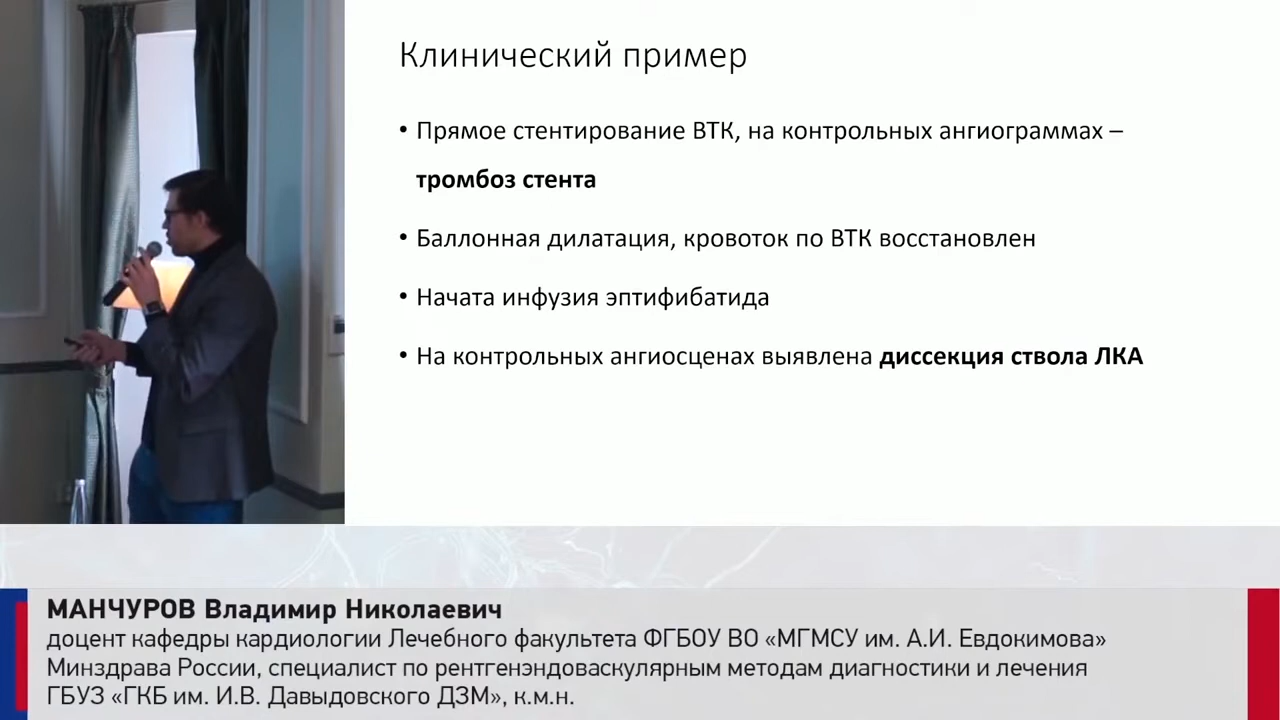 Клинический пример
• Прямое стентирование ВТК, на контрольных ангиограммах –
тромбоз стента
• Баллонная дилатация, кровоток по ВТК восстановлен
• Начата инфузия эптифибатида
• На контрольных ангиосценах выявлена диссекция ствола ЛКА
МАНЧУРОВ Владимир Николаевич
доцент кафедры кардиологии Лечебного факультета ФГБОУ ВО «МГМСУ им. А.И. Евдокимова»
Минздрава России, специалист по рентгенэндоваскулярным методам диагностики и лечения
ГБУЗ «ГКБ им. И.В. Давыдовского ДЗМ», к.м.н.